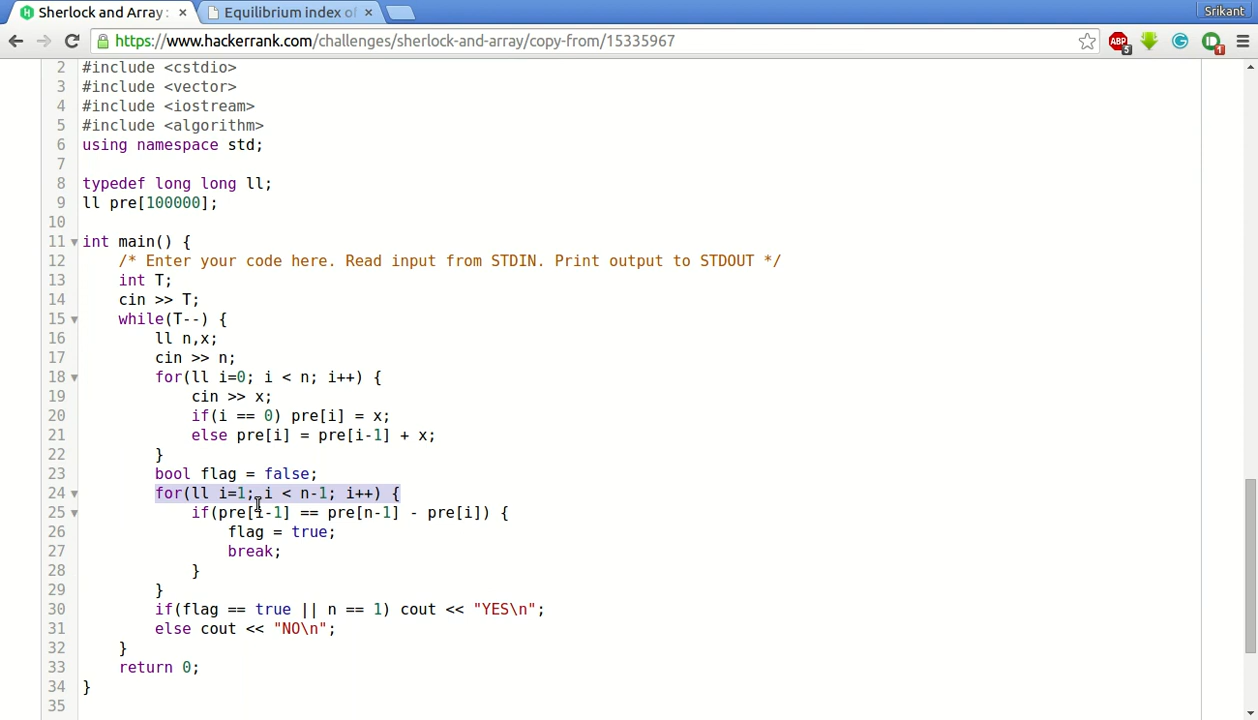 Sherlock and Array :
Equilibrium index of
Srikant
https://www.hackerrank.com/challenges/sherlock-and-array/copy-from/15335967
ABP
5
1
2 #include <cstdio>
3 #include <vector>
4 #include <iostream>
5 #include <algorithm>
6 using namespace std;
7
8 typedef long long ll;
9 ll pre[100000];
10
11 int main() {
12 /* Enter your code here. Read input from STDIN. Print output to STDOUT */
13 int T;
14 cin >> T;
15 while(T--) {
16 ll n,x;
17 cin >> n;
18 for(ll i=0; i < n; i++) {
19 cin >> x;
20 if(i == 0) pre[i] = x;
21 else pre[i] = pre[i-1] + x;
22 }
23 bool flag = false;
24 for(ll i=1; i < n-1; i++) {
25 if(pre[i-1] == pre[n-1] - pre[i]) {
26 flag = true;
27 break;
28 }
29 }
30 if(flag == true || n == 1) cout << "YES\n";
31 else cout << "NO\n";
32 }
33 return 0;
34 }
35